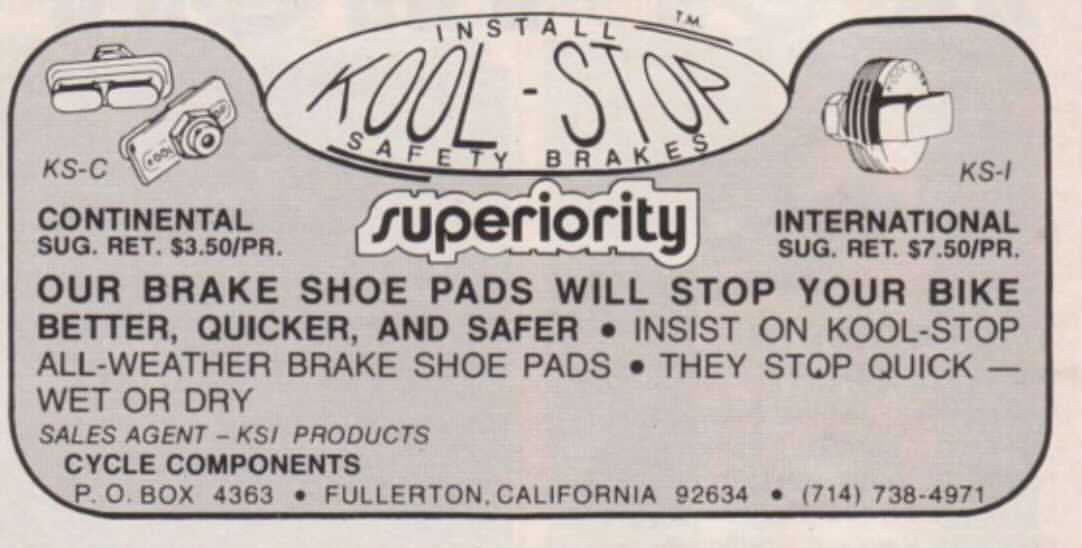 INSTALL T.M.
KOOL-STOP
SAFETY BRAKES
KOOL
KS-C
KS-I
superiority
CONTINENTAL
SUG. RET. $3.50/PR.
INTERNATIONAL
SUG. RET. $7.50/PR.
OUR BRAKE SHOE PADS WILL STOP YOUR BIKE
BETTER, QUICKER, AND SAFER • INSIST ON KOOL-STOP
ALL-WEATHER BRAKE SHOE PADS • THEY STOP QUICK —
WET OR DRY
SALES AGENT – KSI PRODUCTS
CYCLE COMPONENTS
P. O. BOX 4363 • FULLERTON, CALIFORNIA 92634 • (714) 738-4971